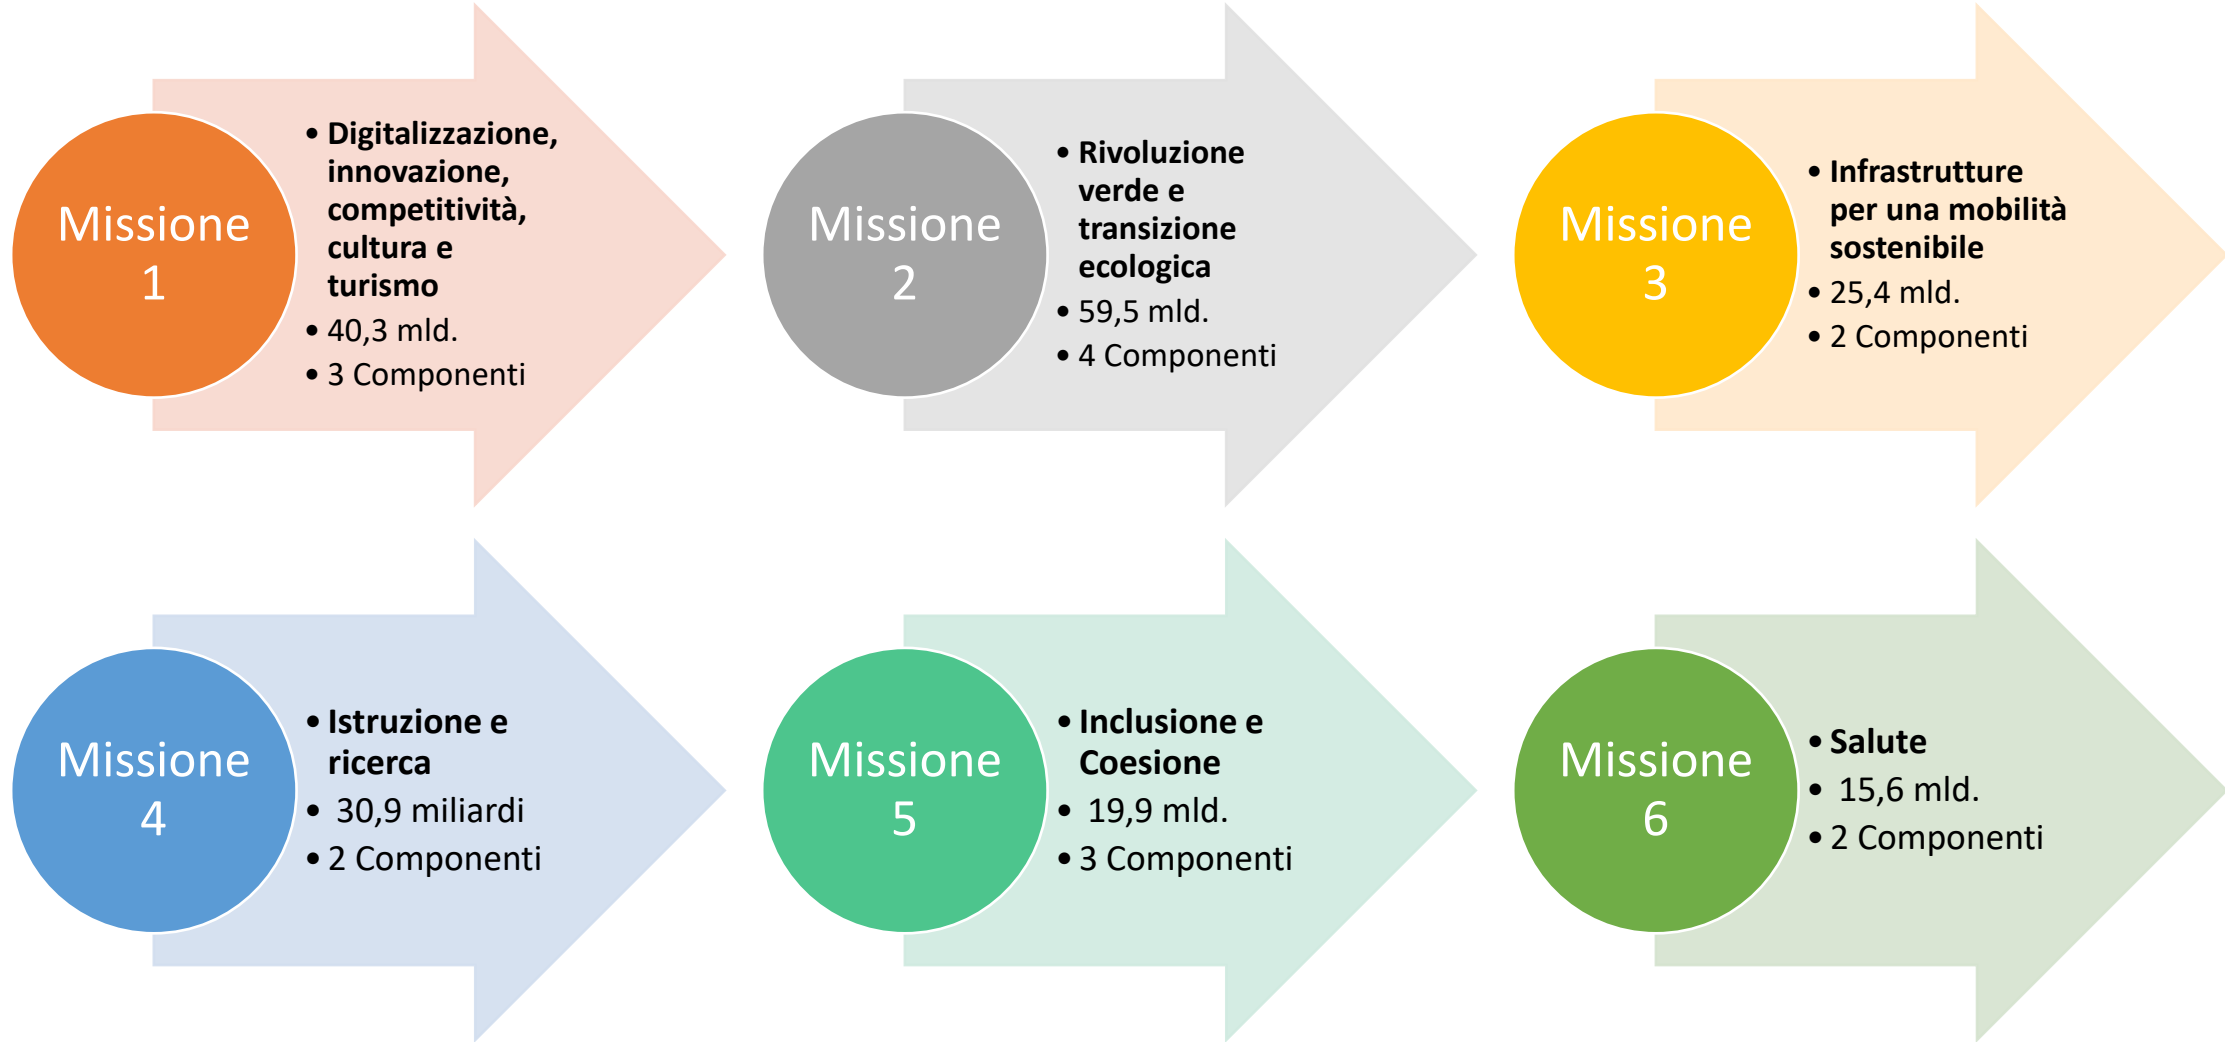 Missione
1
• Digitalizzazione,
innovazione,
competitività,
cultura e
turismo
• 40,3 mld.
• 3 Componenti
Missione
2
• Rivoluzione
verde e
transizione
ecologica
• 59,5 mld.
• 4 Componenti
Missione
3
• Infrastrutture
per una mobilità
sostenibile
• 25,4 mld.
• 2 Componenti
Missione
4
• Istruzione e
ricerca
• 30,9 miliardi
• 2 Componenti
Missione
5
• Inclusione e
Coesione
• 19,9 mld.
• 3 Componenti
Missione
6
• Salute
• 15,6 mld.
• 2 Componenti